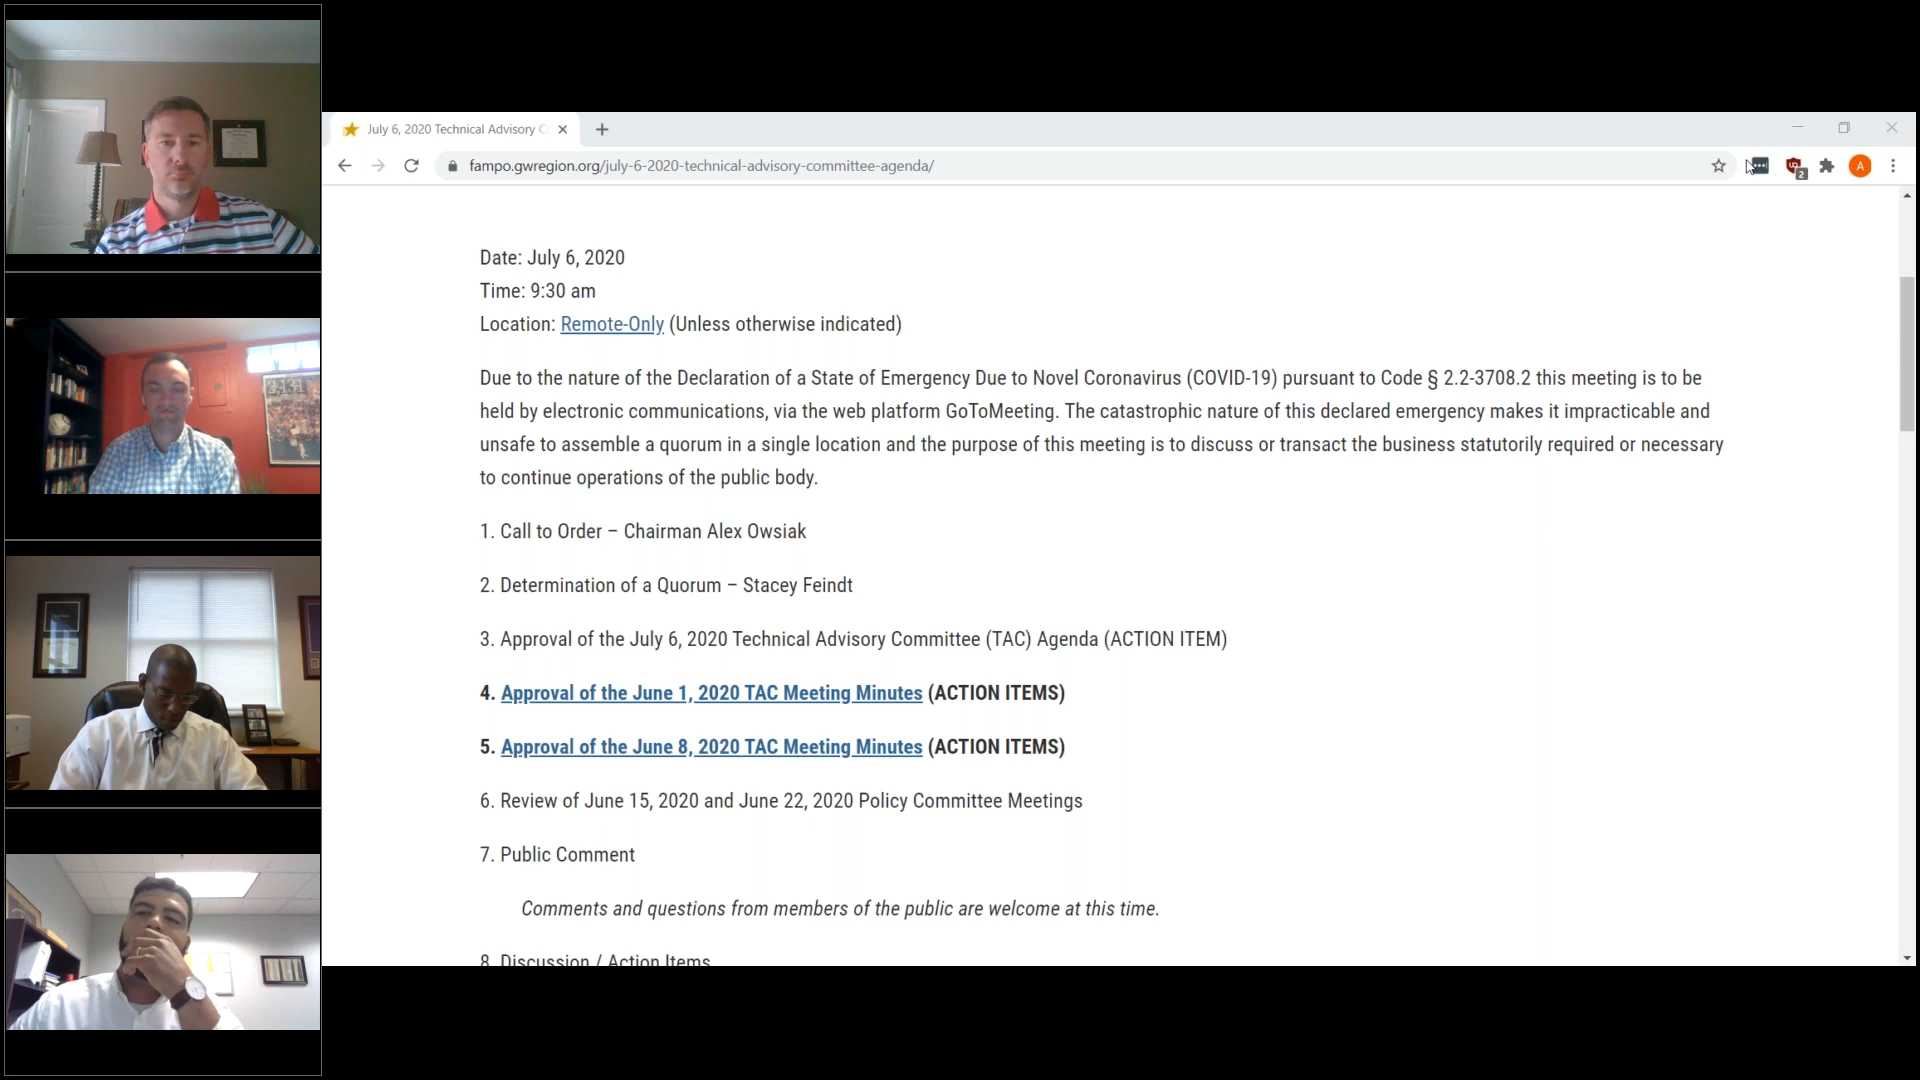 July 6, 2020 Technical Advisory C
fampo.gwregion.org/july-6-2020-technical-advisory-committee-agenda/
2
A
Date: July 6, 2020
Time: 9:30 am
Location: Remote-Only (Unless otherwise indicated)
Due to the nature of the Declaration of a State of Emergency Due to Novel Coronavirus (COVID-19) pursuant to Code § 2.2-3708.2 this meeting is to be
held by electronic communications, via the web platform GoToMeeting. The catastrophic nature of this declared emergency makes it impracticable and
unsafe to assemble a quorum in a single location and the purpose of this meeting is to discuss or transact the business statutorily required or necessary
to continue operations of the public body.
1. Call to Order – Chairman Alex Owsiak
2. Determination of a Quorum – Stacey Feindt
3. Approval of the July 6, 2020 Technical Advisory Committee (TAC) Agenda (ACTION ITEM)
4. Approval of the June 1, 2020 TAC Meeting Minutes (ACTION ITEMS)
5. Approval of the June 8, 2020 TAC Meeting Minutes (ACTION ITEMS)
6. Review of June 15, 2020 and June 22, 2020 Policy Committee Meetings
7. Public Comment
Comments and questions from members of the public are welcome at this time.
8. Discussion / Action Items